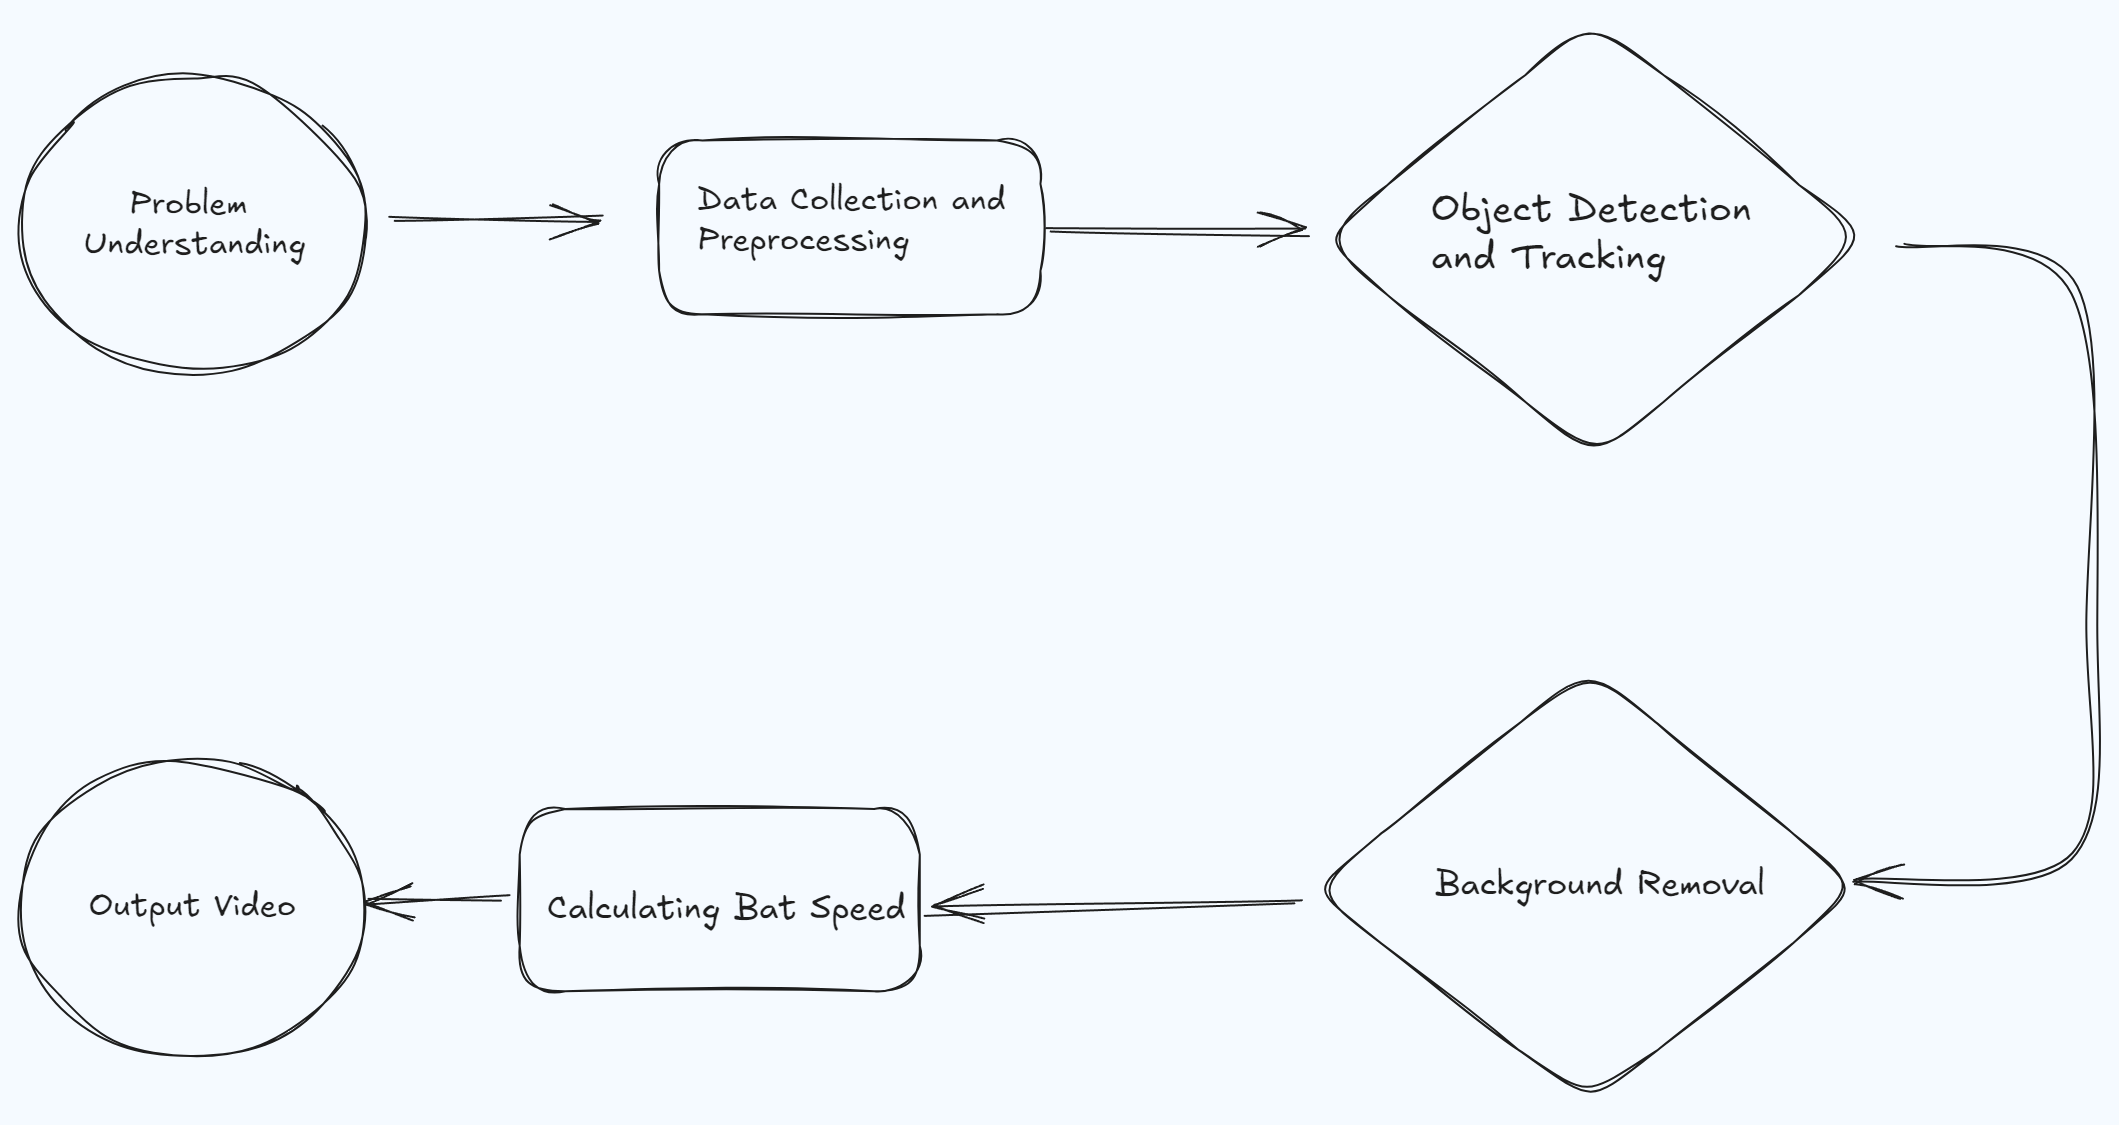 Problem
Understanding
Data Collection and
Preprocessing
Object Detection
and Tracking
Background Removal
Calculating Bat Speed
Output Video